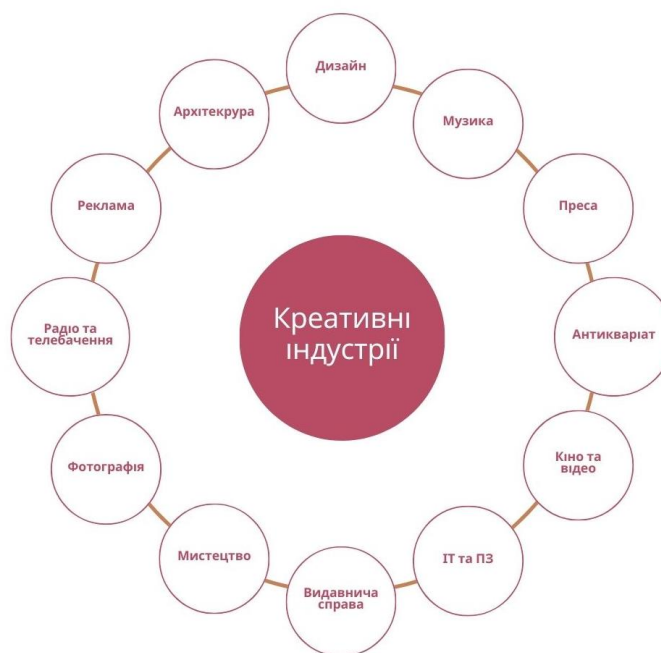 Дизайн
Музика
Преса
Антикваріат
Кіно та
відео
ІТ та ПЗ
Видавнича
справа
Мистецтво
Фотографія
Радіо та
телебачення
Реклама
Архітекрура
Креативні
індустрії